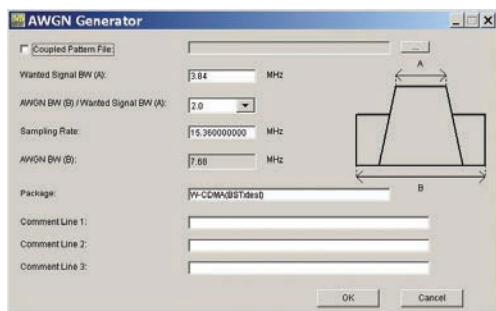 AWGN Generator
Coupled Pattern File:
...
Wanted Signal BW (A): 3.84 MHz
A
AWGN BW (B) / Wanted Signal BW (A): 2.0
Sampling Rate: 15.360000000 MHz
AWGN BW (B): 7.68 MHz
B
Package: W-CDMA(BSTxtest)
Comment Line 1:
Comment Line 2:
Comment Line 3:
OK Cancel